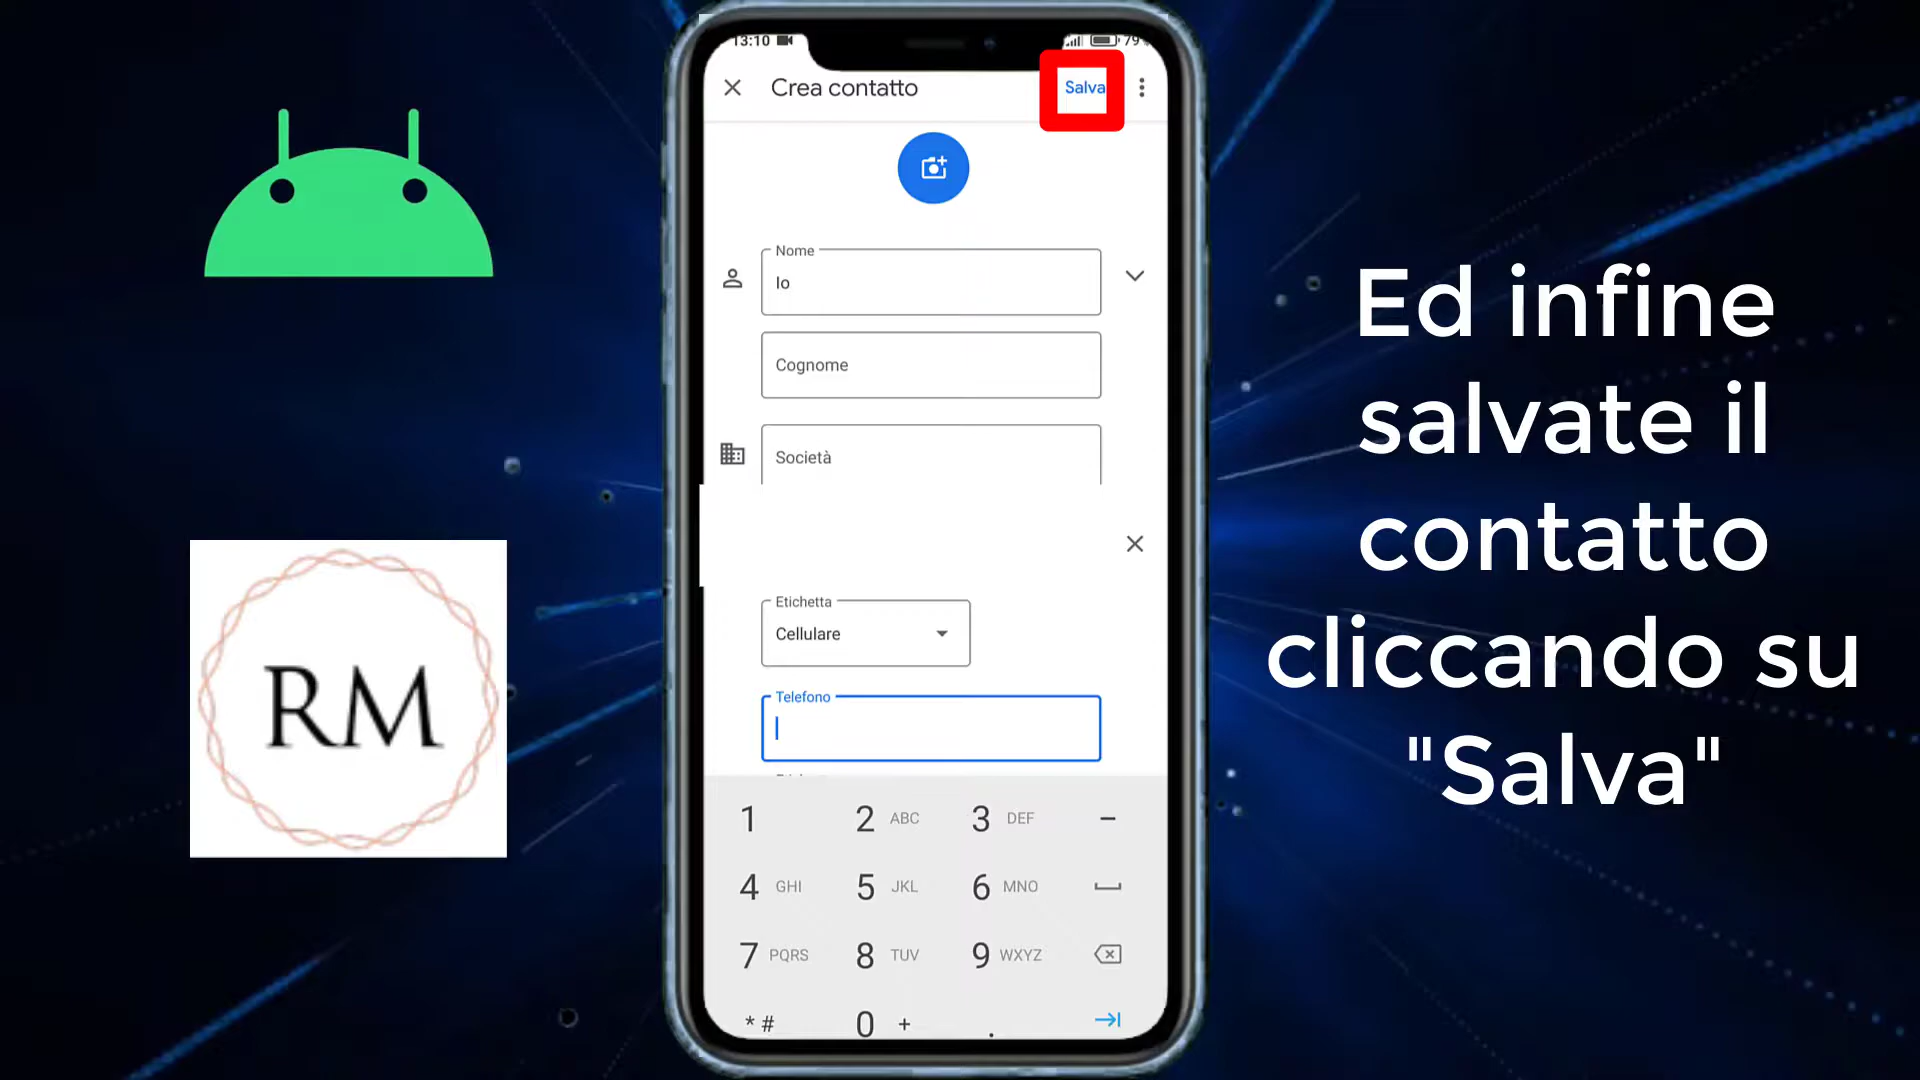 13:10
79
Crea contatto
Salva
Nome
Io
Cognome
Società
Etichetta
Cellulare
Telefono
1
2 ABC
3 DEF
-
4 GHI
5 JKL
6 MNO
7 PQRS
8 TUV
9 WXYZ
* #
0 +
.
RM
Ed infine
salvate il
contatto
cliccando su
"Salva"